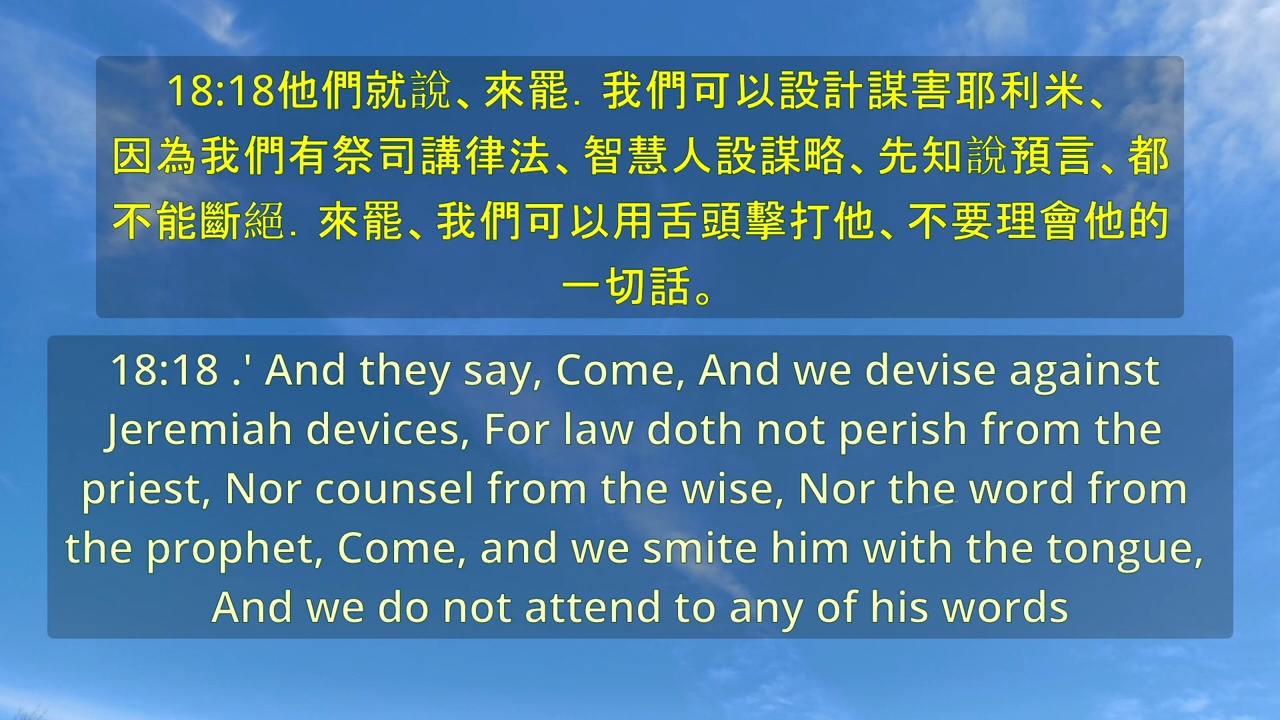 18:18他們就說、來罷．我們可以設計謀害耶利米、
因為我們有祭司講律法、智慧人設謀略、先知說預言、都
不能斷絕．來罷、我們可以用舌頭擊打他、不要理會他的
一切話。
18:18 .' And they say, Come, And we devise against
Jeremiah devices, For law doth not perish from the
priest, Nor counsel from the wise, Nor the word from
the prophet, Come, and we smite him with the tongue,
And we do not attend to any of his words